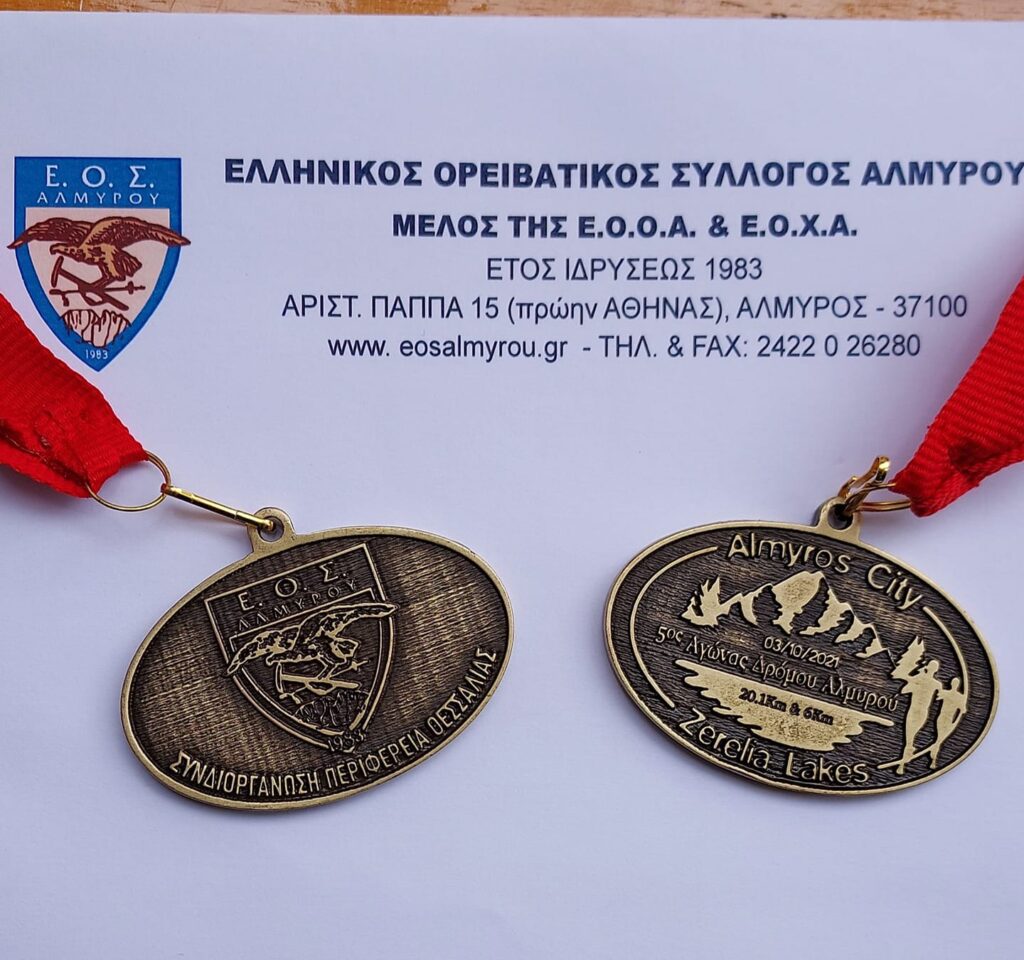 Ε. Ο. Σ.
ΑΛΜΥΡΟΥ
1983
ΕΛΛΗΝΙΚΟΣ ΟΡΕΙΒΑΤΙΚΟΣ ΣΥΛΛΟΓΟΣ ΑΛΜΥΡΟΥ
ΜΕΛΟΣ ΤΗΣ Ε.Ο.Ο.Α. & Ε.Ο.Χ.Α.
ΕΤΟΣ ΙΔΡΥΣΕΩΣ 1983
ΑΡΙΣΤ. ΠΑΠΠΑ 15 (πρώην ΑΘΗΝΑΣ), ΑΛΜΥΡΟΣ - 37100
www. eosalmyrou.gr - ΤΗΛ. & FAX: 2422 0 26280
Ε. Ο. Σ.
ΑΛΜΥΡΟΥ
1983
ΣΥΝΔΙΟΡΓΑΝΩΣΗ ΠΕΡΙΦΕΡΕΙΑ ΘΕΣΣΑΛΙΑΣ
Almyros City
03/10/2021
5ος Αγώνας Δρόμου Αλμυρού
20.1Km & 6Km
Zerelia Lakes